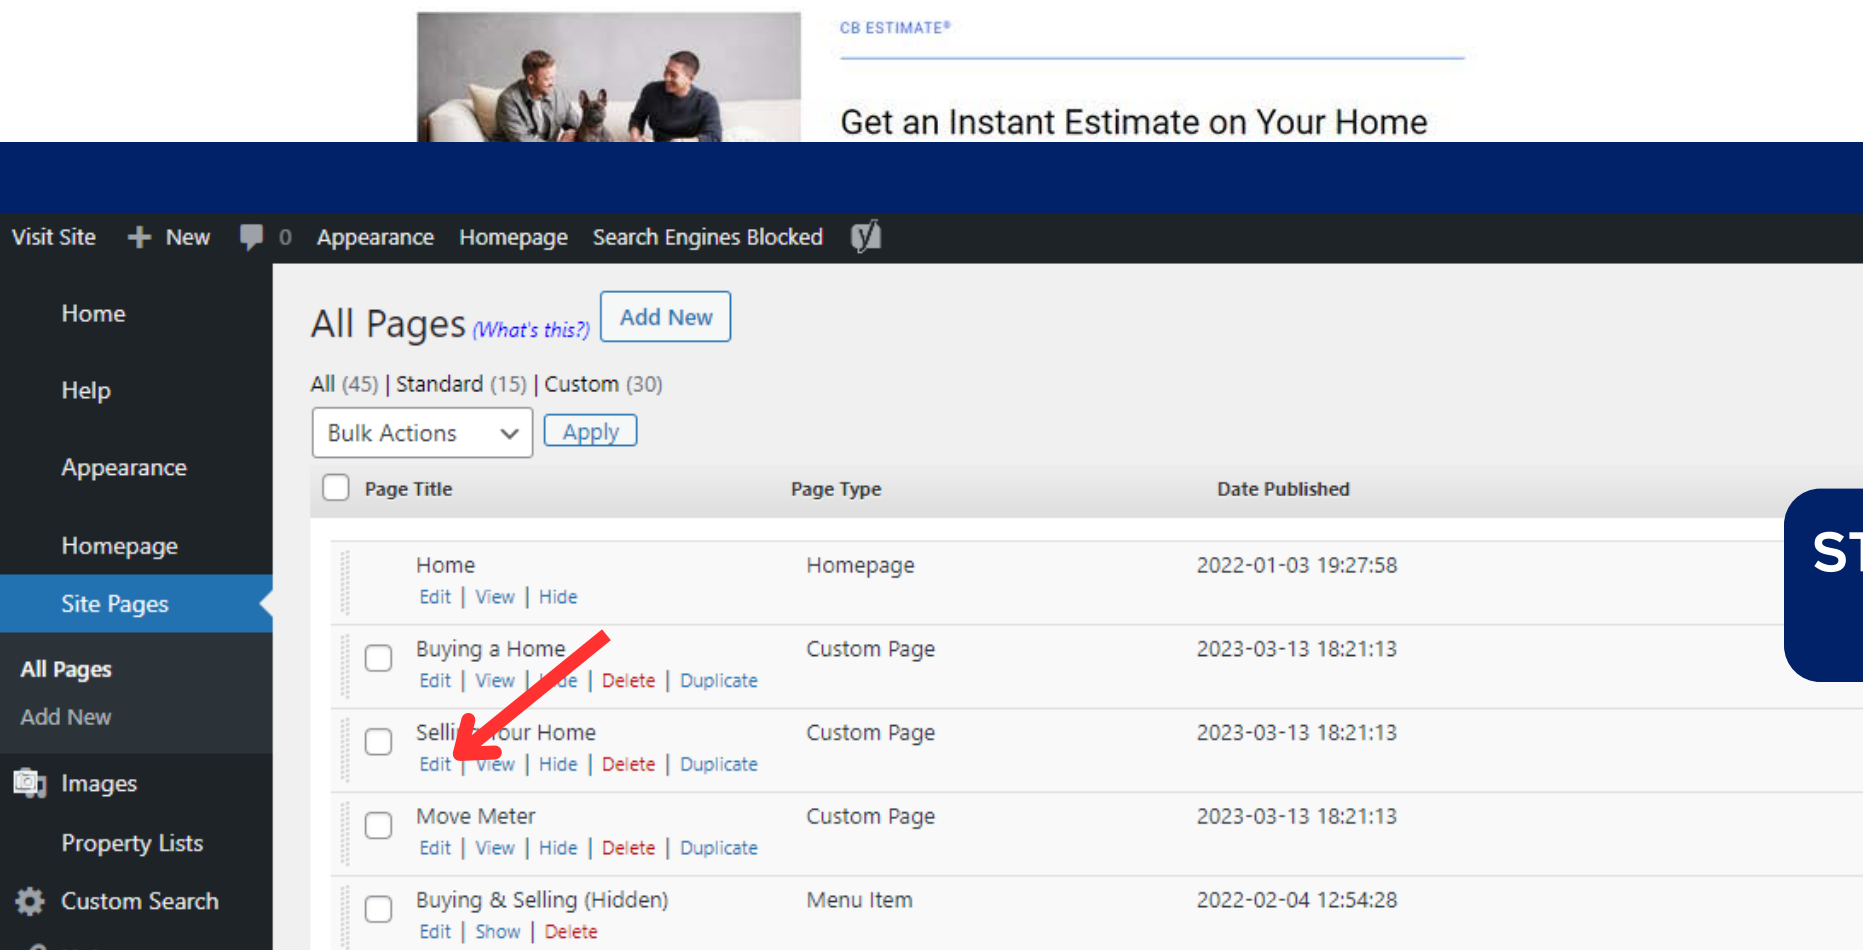 CB ESTIMATE®
Get an Instant Estimate on Your Home
Visit Site New 0 Appearance Homepage Search Engines Blocked
Home
Help
Appearance
Homepage
Site Pages
All Pages
Add New
Images
Property Lists
Custom Search
All Pages (What's this?) Add New
All (45) | Standard (15) | Custom (30)
Bulk Actions Apply
Page Title Page Type Date Published
Home Homepage 2022-01-03 19:27:58
Edit | View | Hide
Buying a Home Custom Page 2023-03-13 18:21:13
Edit | View | Hide | Delete | Duplicate
Selling Your Home Custom Page 2023-03-13 18:21:13
Edit | View | Hide | Delete | Duplicate
Move Meter Custom Page 2023-03-13 18:21:13
Edit | View | Hide | Delete | Duplicate
Buying & Selling (Hidden) Menu Item 2022-02-04 12:54:28
Edit | Show | Delete